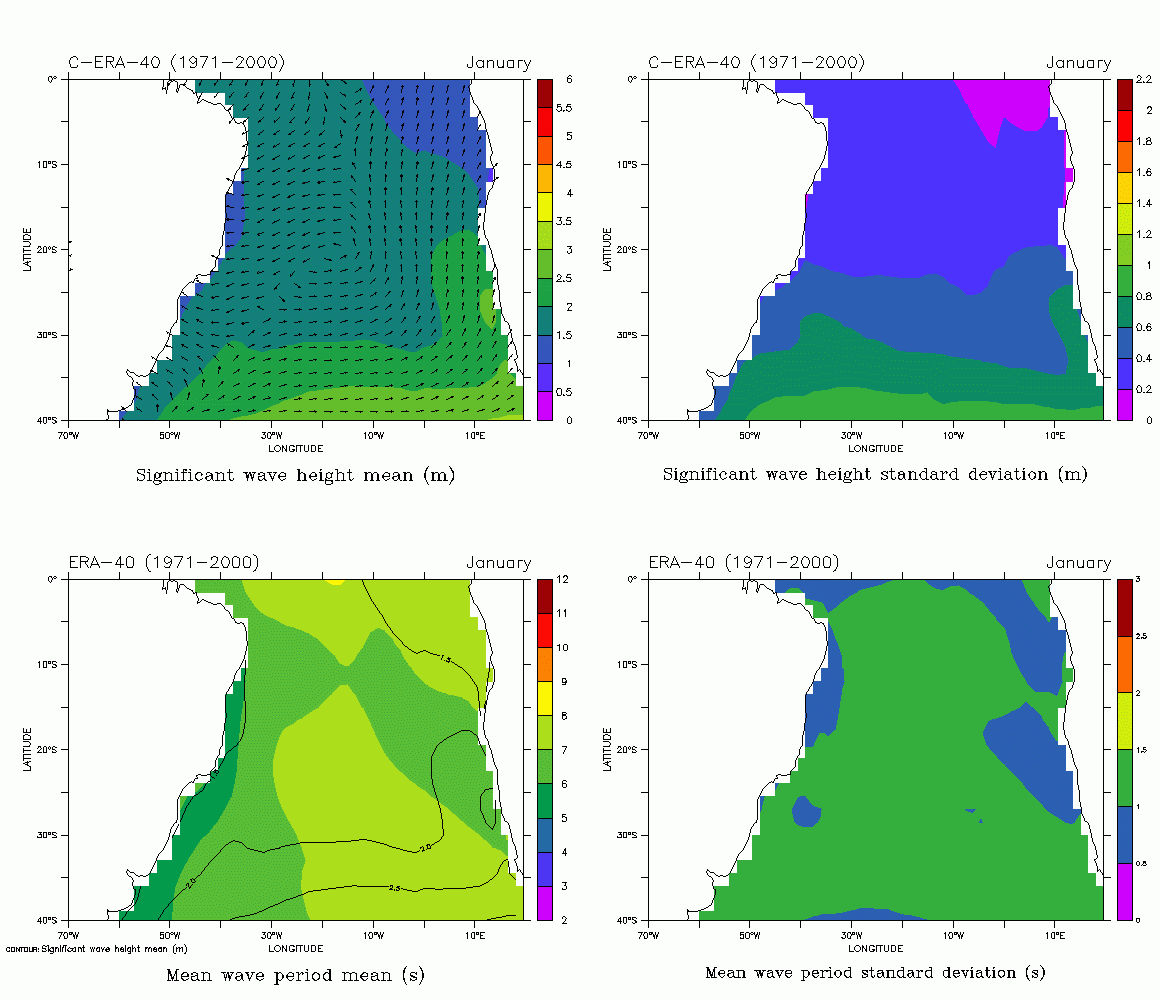 C-ERA-40 (1971-2000) January
0°
10°S
20°S
30°S
40°S
LATITUDE
70°W 50°W 30°W 10°W 10°E
LONGITUDE
6
5.5
5
4.5
4
3.5
3
2.5
2
1.5
1
0.5
0
Significant wave height mean (m)
C-ERA-40 (1971-2000) January
0°
10°S
20°S
30°S
40°S
LATITUDE
70°W 50°W 30°W 10°W 10°E
LONGITUDE
2.2
2
1.8
1.6
1.4
1.2
1
0.8
0.6
0.4
0.2
0
Significant wave height standard deviation (m)
ERA-40 (1971-2000) January
0°
10°S
20°S
30°S
40°S
LATITUDE
1.5
2.0
2.0
2.5
70°W 50°W 30°W 10°W 10°E
LONGITUDE
12
11
10
9
8
7
6
5
4
3
2
CONTOUR: Significant wave height mean (m)
Mean wave period mean (s)
ERA-40 (1971-2000) January
0°
10°S
20°S
30°S
40°S
LATITUDE
70°W 50°W 30°W 10°W 10°E
LONGITUDE
3
2.5
2
1.5
1
0.5
0
Mean wave period standard deviation (s)